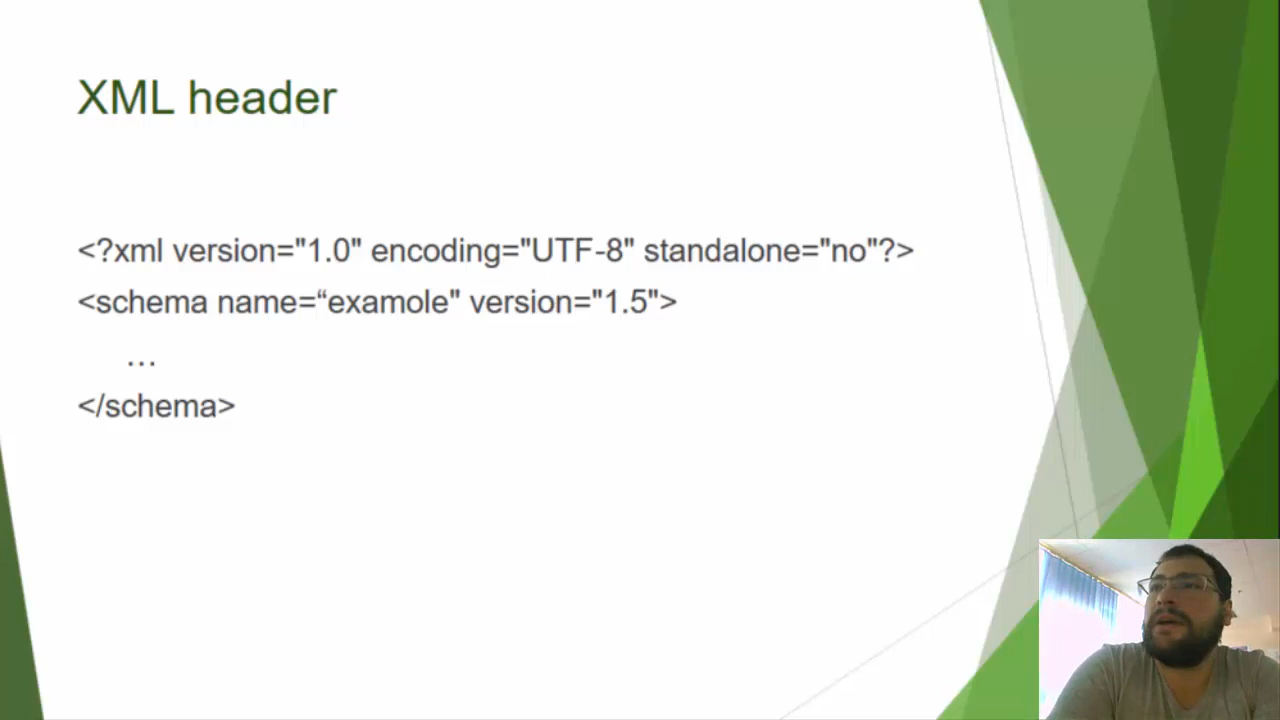 XML header
<?xml version="1.0" encoding="UTF-8" standalone="no"?>
<schema name=“examole" version="1.5">
…
</schema>